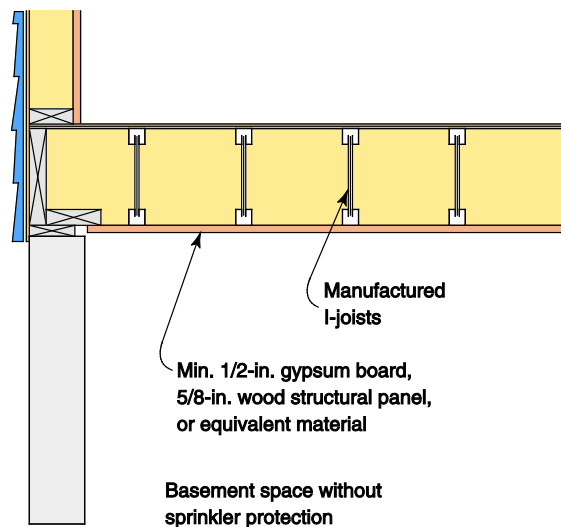 Manufactured
I-joists
Min. 1/2-in. gypsum board,
5/8-in. wood structural panel,
or equivalent material
Basement space without
sprinkler protection